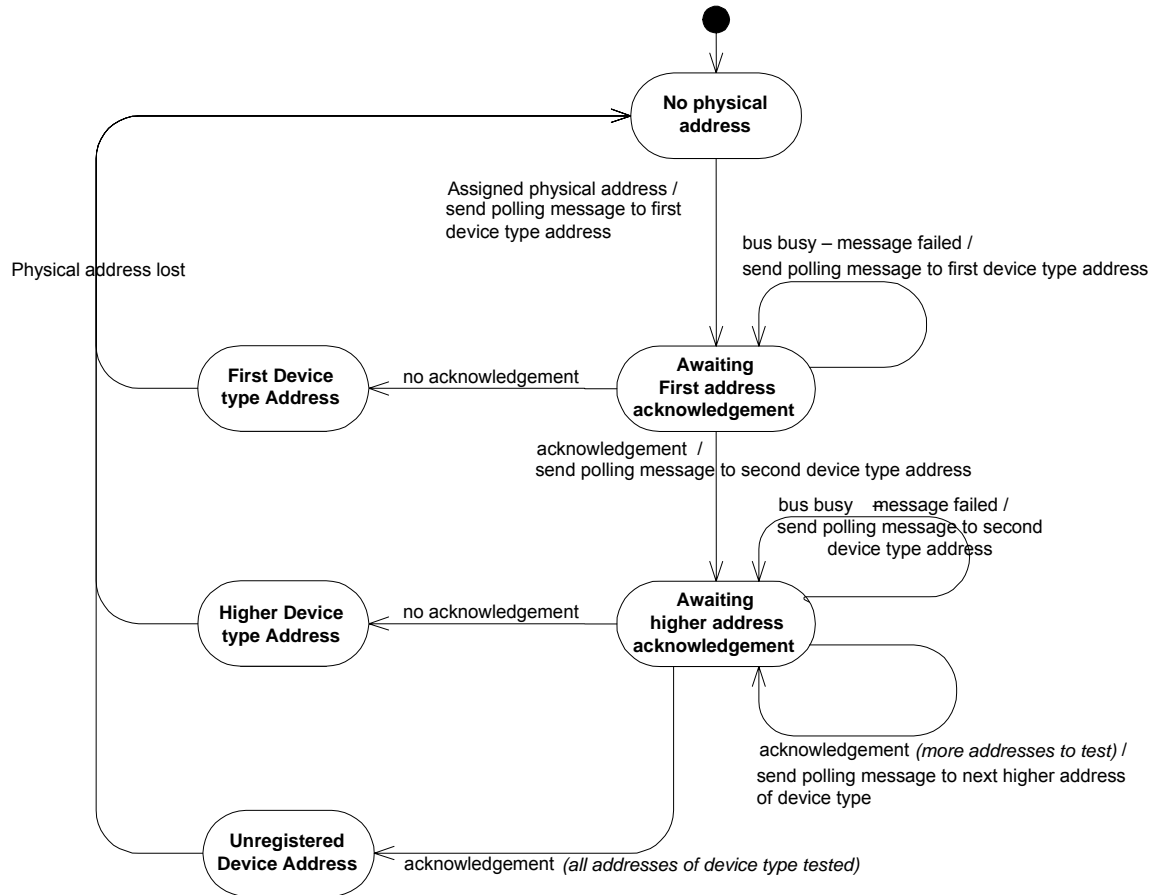 No physical
address
Assigned physical address /
send polling message to first
device type address
bus busy – message failed /
send polling message to first device type address
Physical address lost
Awaiting
First address
acknowledgement
no acknowledgement
First Device
type Address
acknowledgement /
send polling message to second device type address
bus busy –message failed /
send polling message to second
device type address
Awaiting
higher address
acknowledgement
no acknowledgement
Higher Device
type Address
acknowledgement (more addresses to test) /
send polling message to next higher address
of device type
Unregistered
Device Address
acknowledgement (all addresses of device type tested)